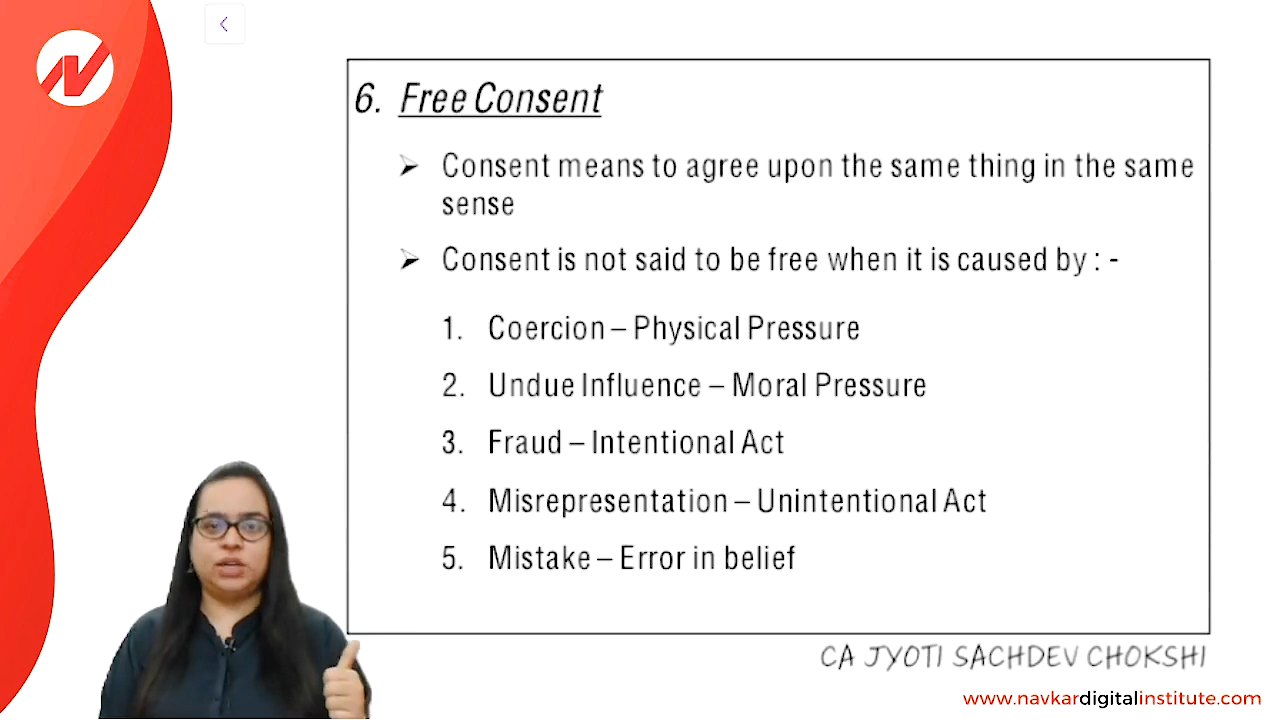 6. Free Consent
➢ Consent means to agree upon the same thing in the same
sense
➢ Consent is not said to be free when it is caused by : -
1. Coercion – Physical Pressure
2. Undue Influence – Moral Pressure
3. Fraud – Intentional Act
4. Misrepresentation – Unintentional Act
5. Mistake – Error in belief
CA JYOTI SACHDEV CHOKSHI
www.navkardigitalinstitute.com